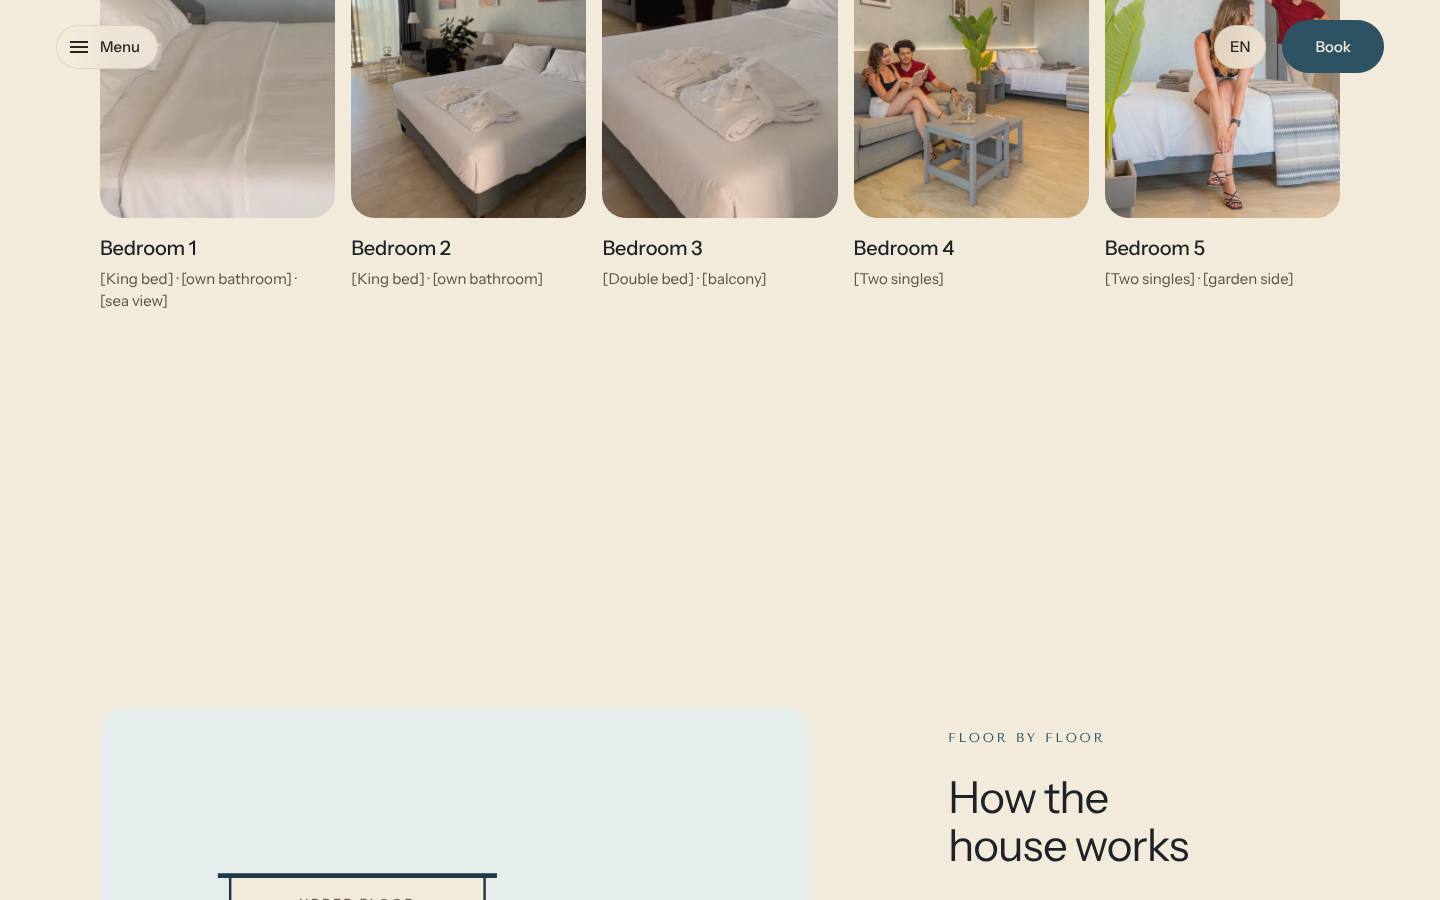 Menu
EN
Book
Bedroom 1
[King bed] · [own bathroom] ·
[sea view]
Bedroom 2
[King bed] · [own bathroom]
Bedroom 3
[Double bed] · [balcony]
Bedroom 4
[Two singles]
Bedroom 5
[Two singles] · [garden side]
FLOOR BY FLOOR
How the
house works
UPPER FLOOR